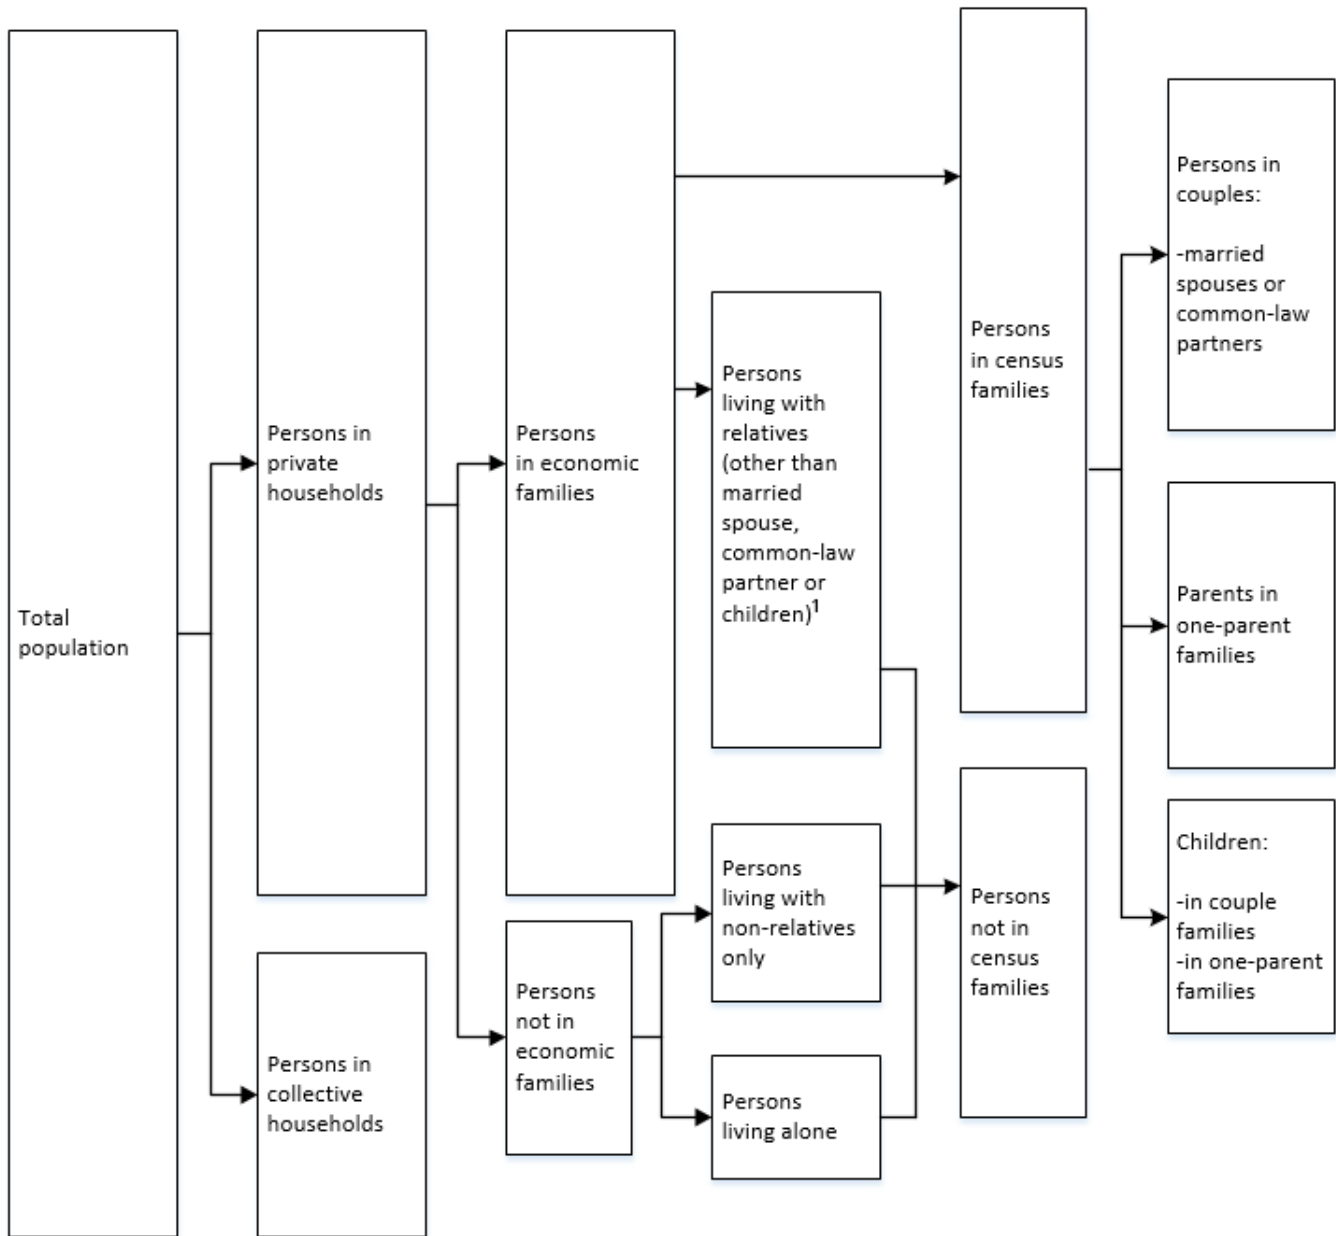 Total
population
Persons in
private
households
Persons in
collective
households
Persons
in economic
families
Persons
not in
economic
families
Persons
living with
relatives
(other than
married
spouse,
common-law
partner or
children)1
Persons
living with
non-relatives
only
Persons
living alone
Persons
in census
families
Persons
not in
census
families
Persons in
couples:
-married
spouses or
common-law
partners
Parents in
one-parent
families
Children:
-in couple
families
-in one-parent
families